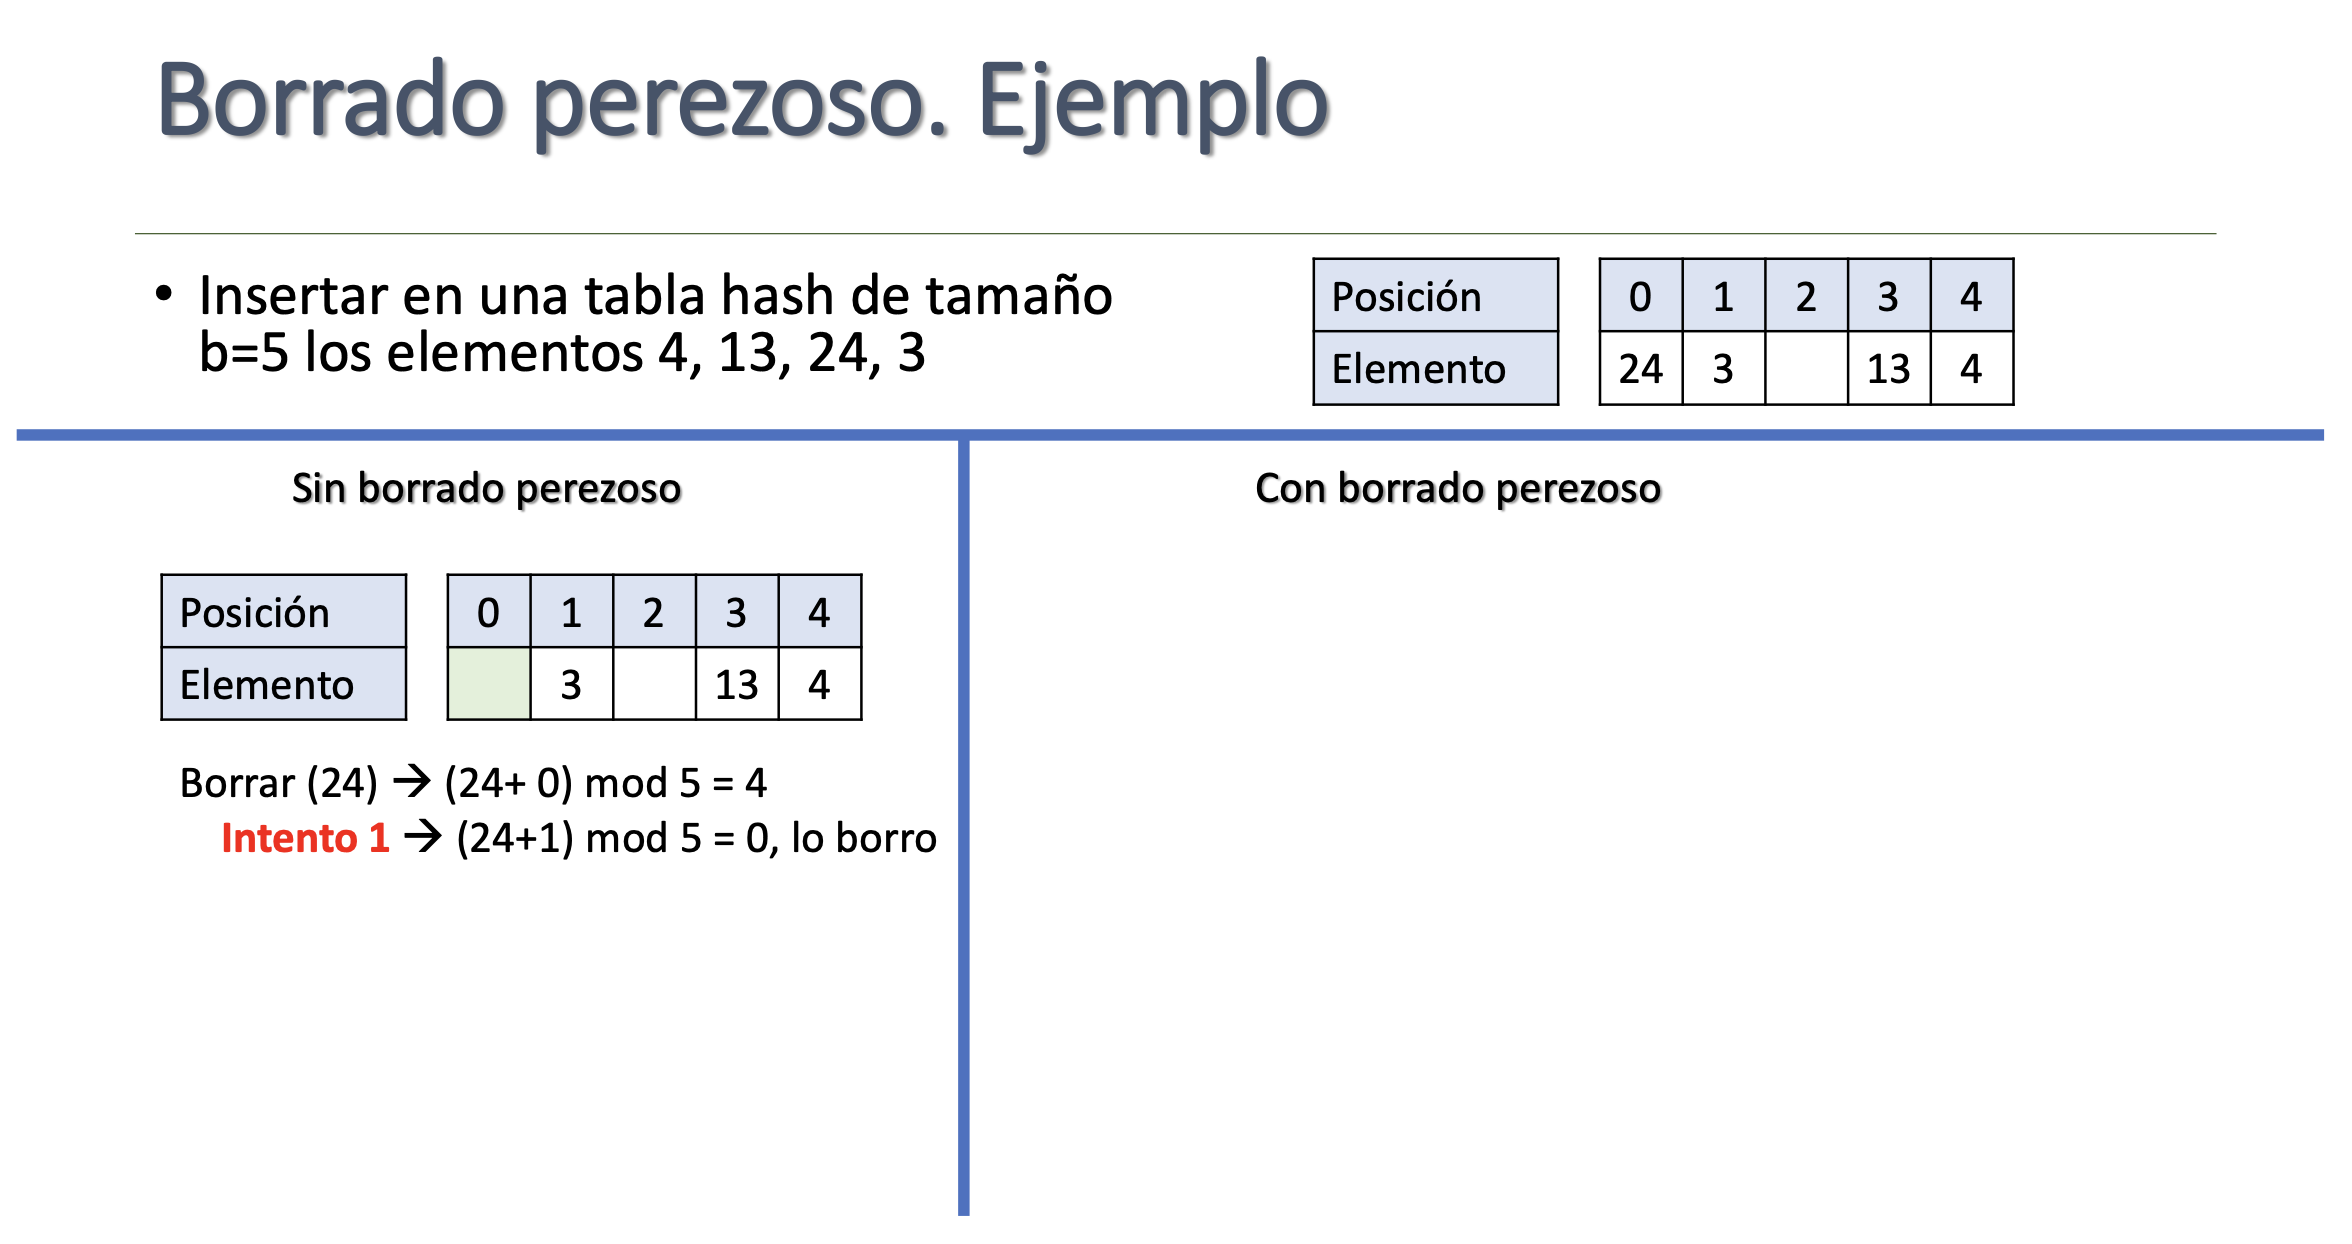 Borrado perezoso. Ejemplo
• Insertar en una tabla hash de tamaño
b=5 los elementos 4, 13, 24, 3
Posición 0 1 2 3 4
Elemento 24 3 13 4
Sin borrado perezoso
Posición 0 1 2 3 4
Elemento 3 13 4
Borrar (24) → (24+ 0) mod 5 = 4
Intento 1 → (24+1) mod 5 = 0, lo borro
Con borrado perezoso